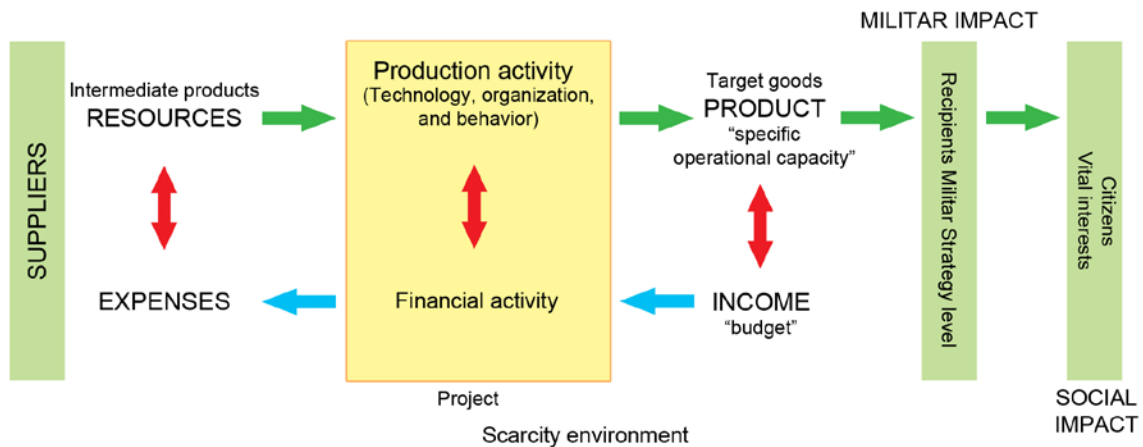 MILITAR IMPACT
SUPPLIERS
Intermediate products
RESOURCES
EXPENSES
Production activity
(Technology, organization,
and behavior)
Financial activity
Project
Target goods
PRODUCT
“specific
operational capacity”
INCOME
“budget”
Recipients Militar Strategy level
Citizens
Vital interests
SOCIAL
IMPACT
Scarcity environment